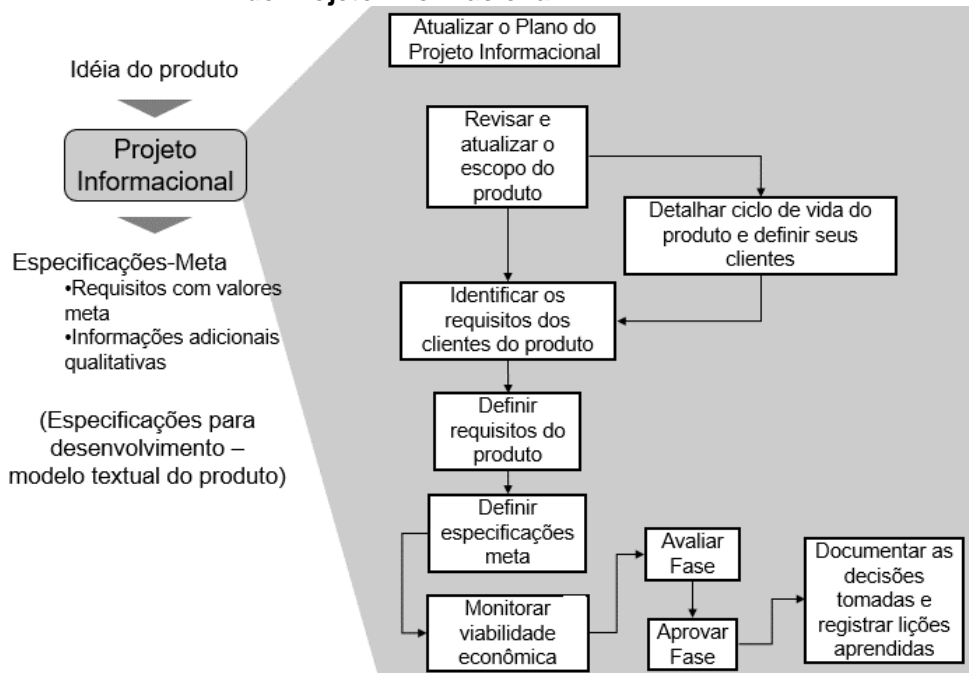 Atualizar o Plano do
Projeto Informacional
Idéia do produto
Projeto
Informacional
Especificações-Meta
•Requisitos com valores
meta
•Informações adicionais
qualitativas
(Especificações para
desenvolvimento –
modelo textual do produto)
Revisar e
atualizar o
escopo do
produto
Detalhar ciclo de vida do
produto e definir seus
clientes
Identificar os
requisitos dos
clientes do produto
Definir
requisitos do
produto
Definir
especificações
meta
Monitorar
viabilidade
econômica
Avaliar
Fase
Aprovar
Fase
Documentar as
decisões
tomadas e
registrar lições
aprendidas